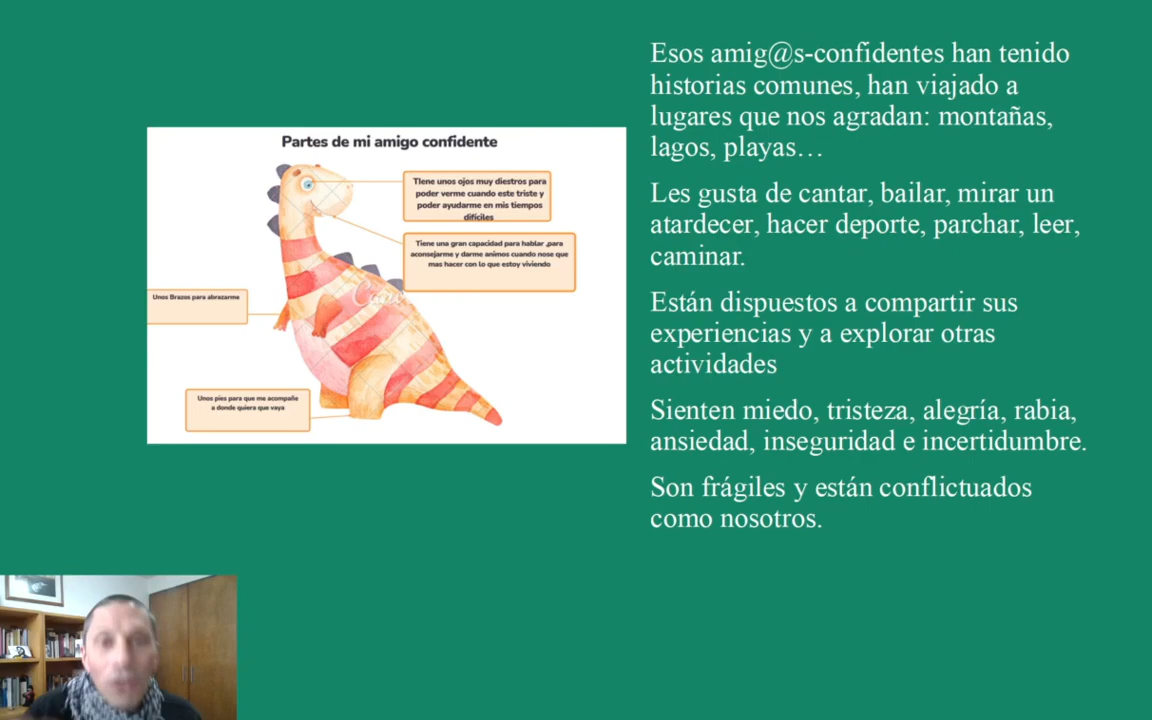 Partes de mi amigo confidente
TIene unos ojos muy diestros para
poder verme cuando este triste y
poder ayudarme en mis tiempos
dificiles
Tiene una gran capacidad para hablar ,para
aconsejarme y darme animos cuando nose que
mas hacer con lo que estoy viviendo
Unos Brazos para abrazarme
Unos pies para que me acompañe
a donde quiera que vaya
Canva
Esos amig@s-confidentes han tenido
historias comunes, han viajado a
lugares que nos agradan: montañas,
lagos, playas…
Les gusta de cantar, bailar, mirar un
atardecer, hacer deporte, parchar, leer,
caminar.
Están dispuestos a compartir sus
experiencias y a explorar otras
actividades
Sienten miedo, tristeza, alegría, rabia,
ansiedad, inseguridad e incertidumbre.
Son frágiles y están conflictuados
como nosotros.